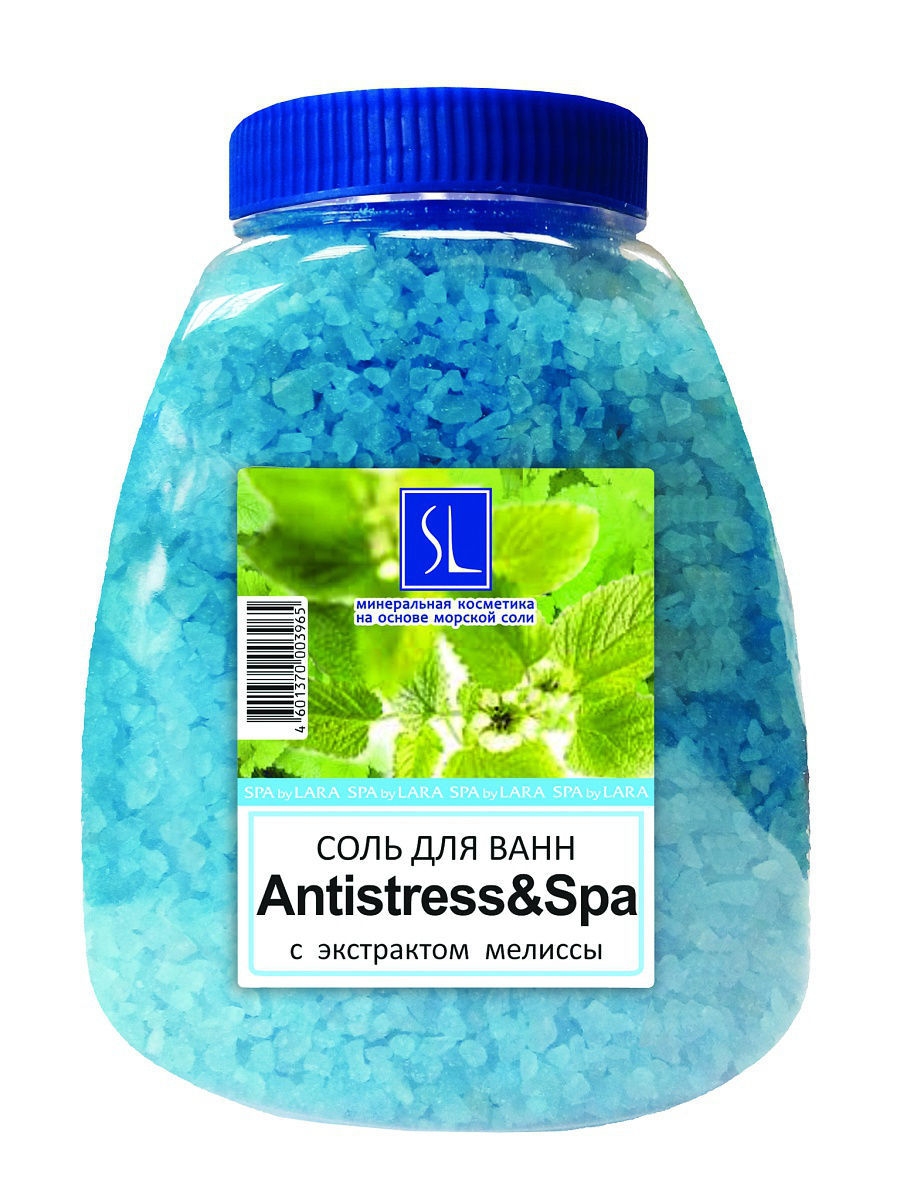 SL
минеральная косметика
на основе морской соли
4 601370 003965
SPA by LARA SPA by LARA SPA by LARA SPA by LARA
СОЛЬ ДЛЯ ВАНН
Antistress&Spa
с экстрактом мелиссы